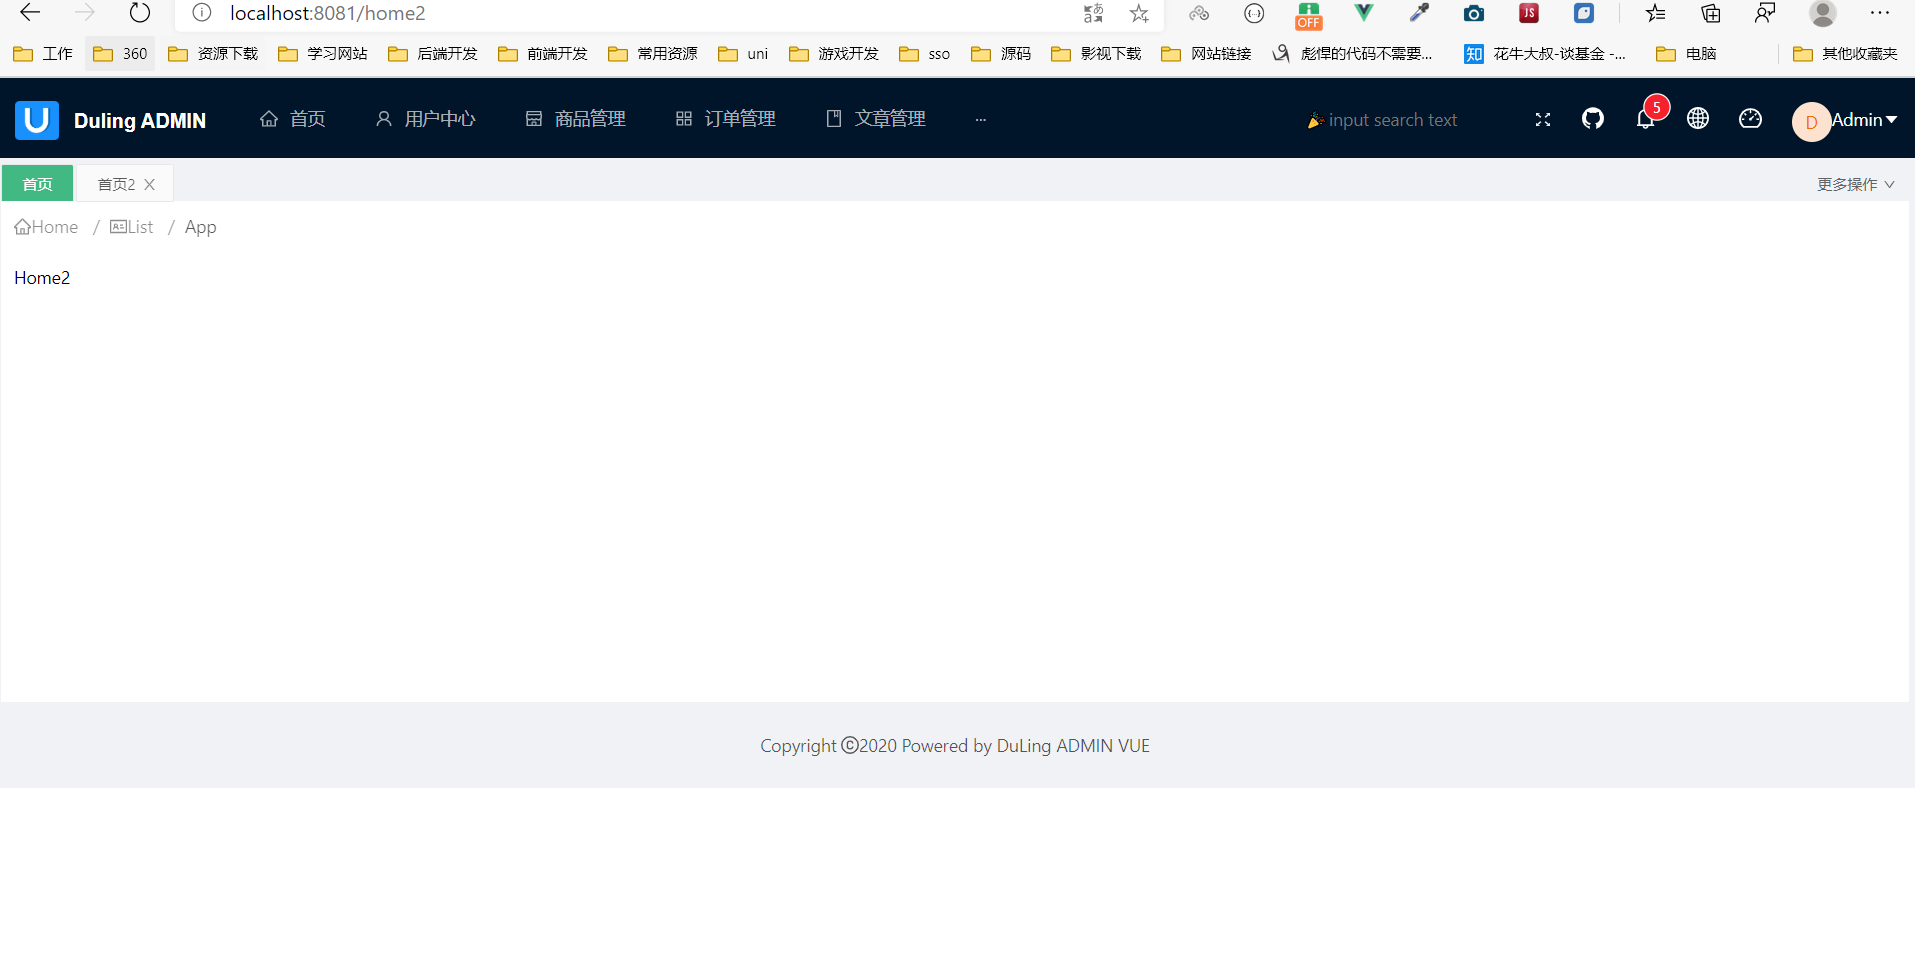 localhost:8081/home2
OFF
JS
工作 360 资源下载 学习网站 后端开发 前端开发 常用资源 uni 游戏开发 sso 源码 影视下载 网站链接 彪悍的代码不需要... 知 花牛大叔-谈基金 -... 电脑 其他收藏夹
U Duling ADMIN 首页 用户中心 商品管理 订单管理 文章管理 ... input search text 5 D Admin
首页 首页2 更多操作
Home / List / App
Home2
Copyright ©2020 Powered by DuLing ADMIN VUE